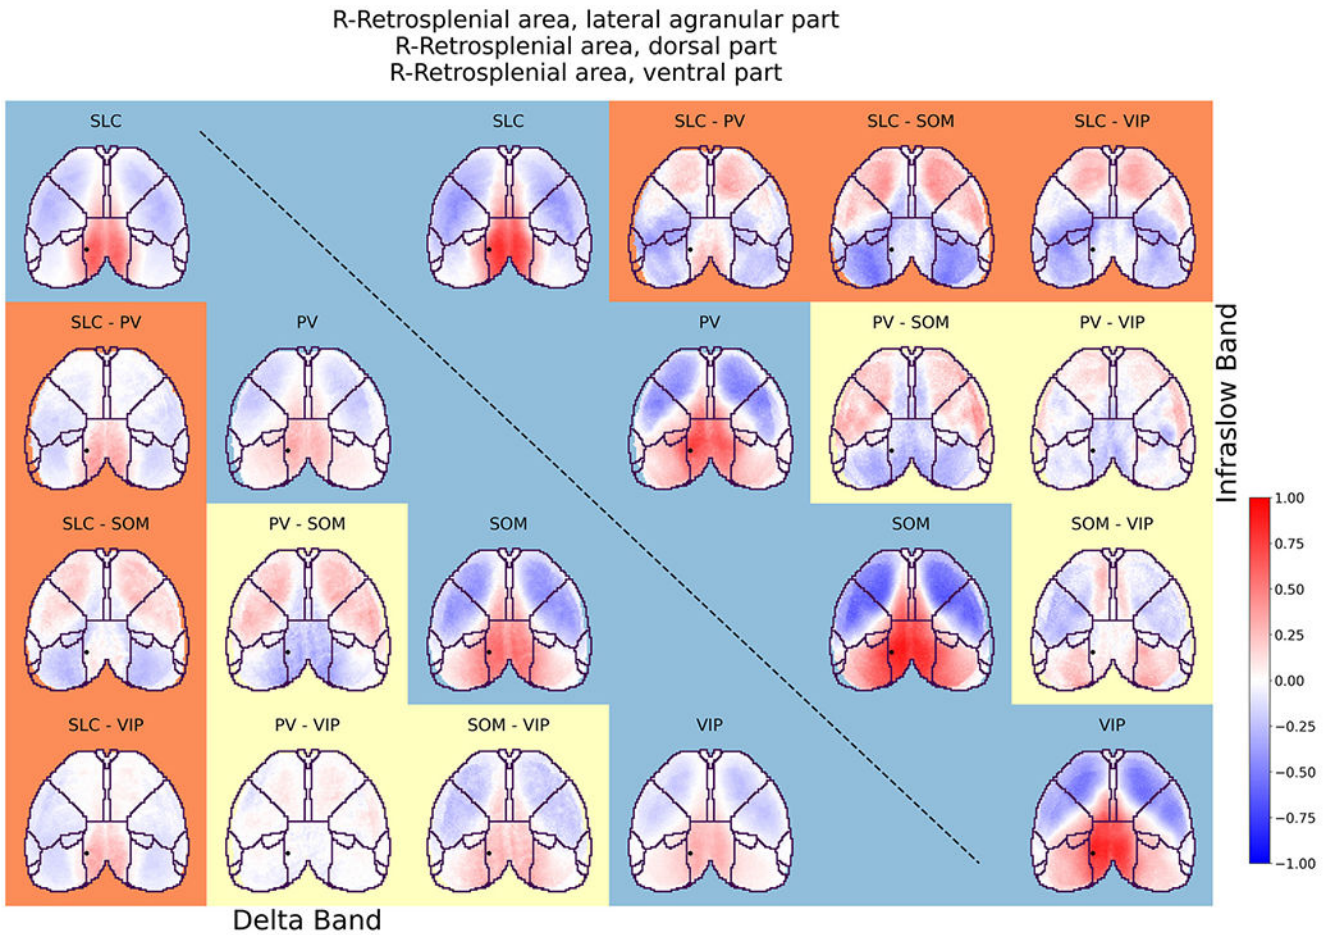 R-Retrosplenial area, lateral agranular part
R-Retrosplenial area, dorsal part
R-Retrosplenial area, ventral part
SLC
SLC
SLC - PV
SLC - SOM
SLC - VIP
SLC - PV
PV
PV
PV - SOM
PV - VIP
Infraslow Band
SLC - SOM
PV - SOM
SOM
SOM
SOM - VIP
1.00
0.75
0.50
0.25
0.00
−0.25
−0.50
−0.75
−1.00
SLC - VIP
PV - VIP
SOM - VIP
VIP
VIP
Delta Band